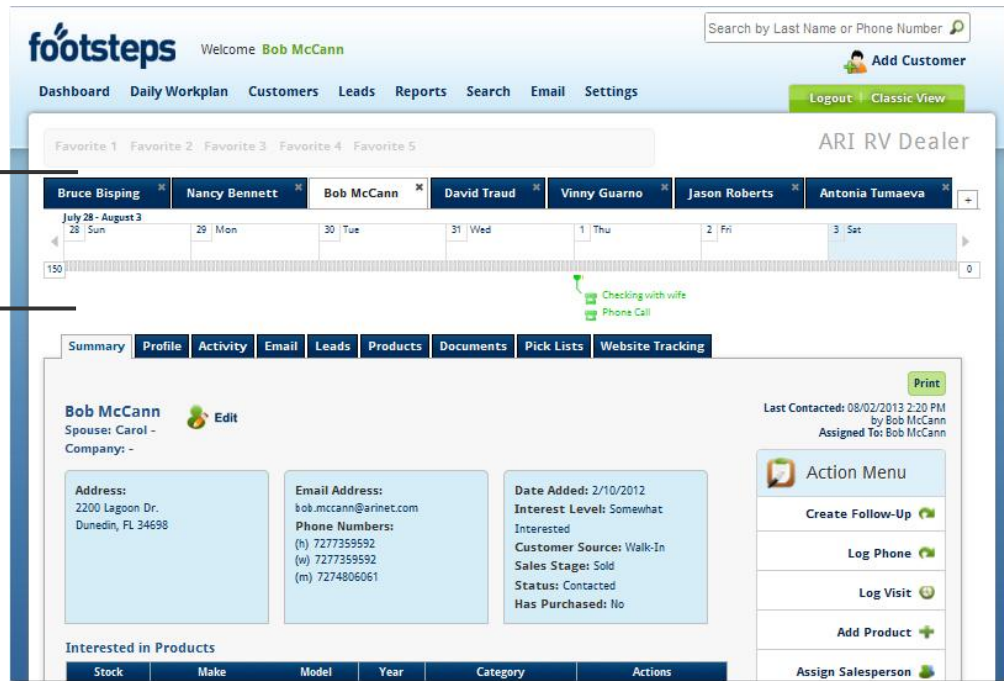 footsteps
Welcome Bob McCann
Search by Last Name or Phone Number
Add Customer
Dashboard Daily Workplan Customers Leads Reports Search Email Settings
Logout | Classic View
Favorite 1 Favorite 2 Favorite 3 Favorite 4 Favorite 5
ARI RV Dealer
Bruce Bisping × Nancy Bennett × Bob McCann × David Traud × Vinny Guarno × Jason Roberts × Antonia Tumaeva × +
July 28 - August 3
28 Sun 29 Mon 30 Tue 31 Wed 1 Thu 2 Fri 3 Sat
150 0
Checking with wife
Phone Call
Summary Profile Activity Email Leads Products Documents Pick Lists Website Tracking
Print
Bob McCann
Edit
Spouse: Carol -
Company: -
Last Contacted: 08/02/2013 2:20 PM
by Bob McCann
Assigned To: Bob McCann
Address:
2200 Lagoon Dr.
Dunedin, FL 34698
Email Address:
bob.mccann@arinet.com
Phone Numbers:
(h) 7277359592
(w) 7277359592
(m) 7274806061
Date Added: 2/10/2012
Interest Level: Somewhat
Interested
Customer Source: Walk-In
Sales Stage: Sold
Status: Contacted
Has Purchased: No
Action Menu
Create Follow-Up
Log Phone
Log Visit
Add Product
Assign Salesperson
Interested in Products
Stock Make Model Year Category Actions